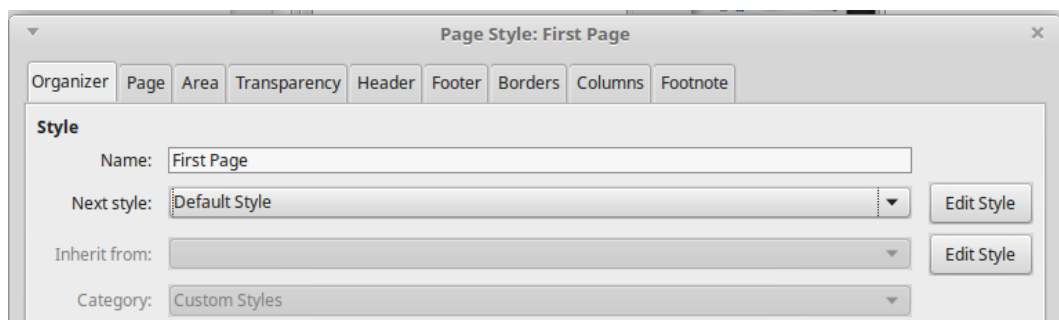 Page Style: First Page
Organizer Page Area Transparency Header Footer Borders Columns Footnote
Style
Name: First Page
Next style: Default Style Edit Style
Inherit from: Edit Style
Category: Custom Styles